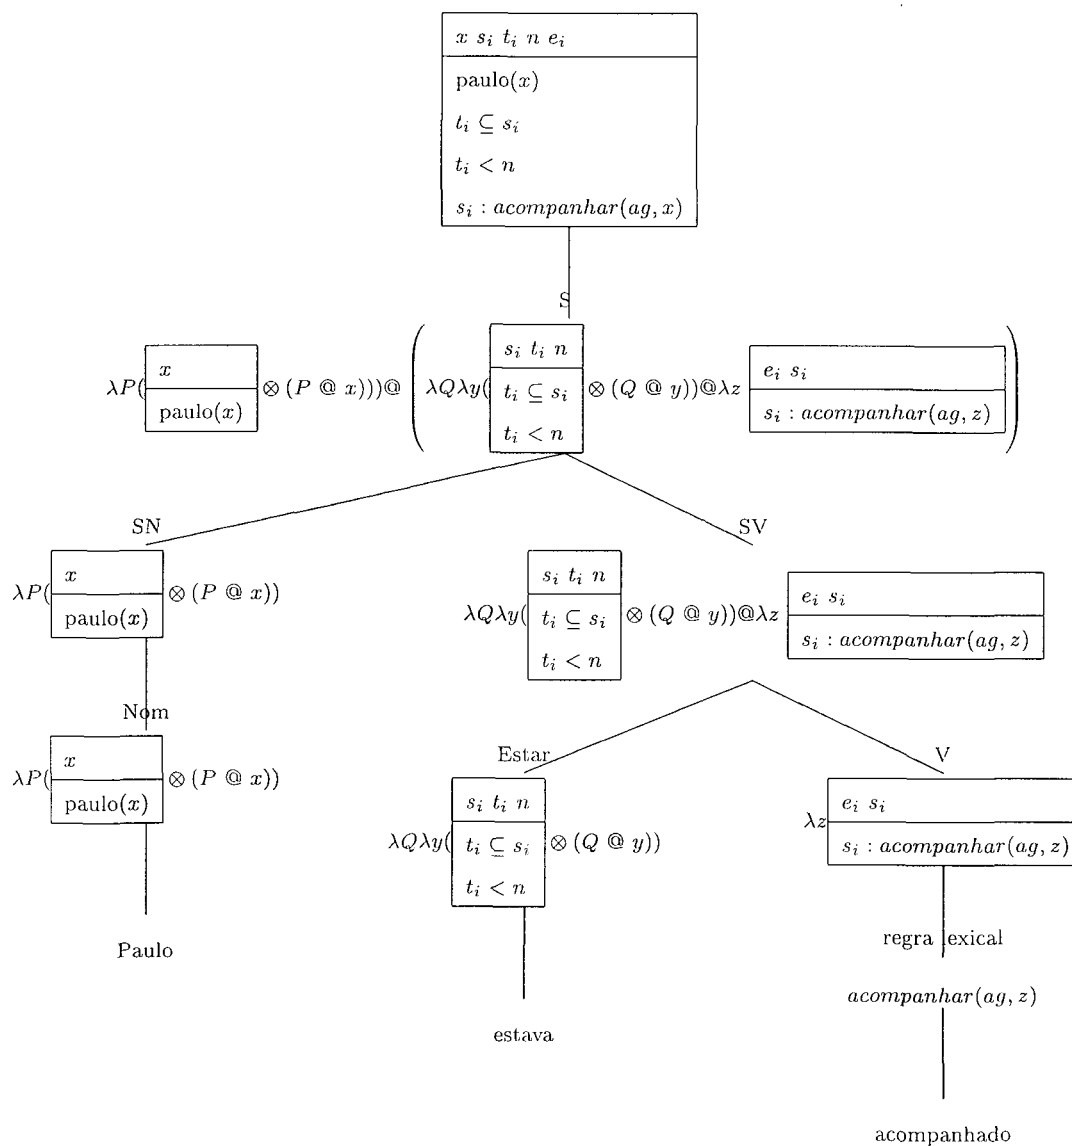 x s_i t_i n e_i
paulo(x)
t_i ⊆ s_i
t_i < n
s_i : acompanhar(ag, x)
S
s_i t_i n
x
e_i s_i
λP( ⊗ (P @ x)))@ ( λQλy( t_i ⊆ s_i ⊗ (Q @ y))@λz )
paulo(x)
s_i : acompanhar(ag, z)
t_i < n
SN SV
x
s_i t_i n
e_i s_i
λP( ⊗ (P @ x))
λQλy( t_i ⊆ s_i ⊗ (Q @ y))@λz
paulo(x)
s_i : acompanhar(ag, z)
t_i < n
Nom
x
λP( ⊗ (P @ x))
paulo(x)
Estar V
s_i t_i n
e_i s_i
λQλy( t_i ⊆ s_i ⊗ (Q @ y))
λz
s_i : acompanhar(ag, z)
t_i < n
Paulo
regra lexical
acompanhar(ag, z)
estava
acompanhado